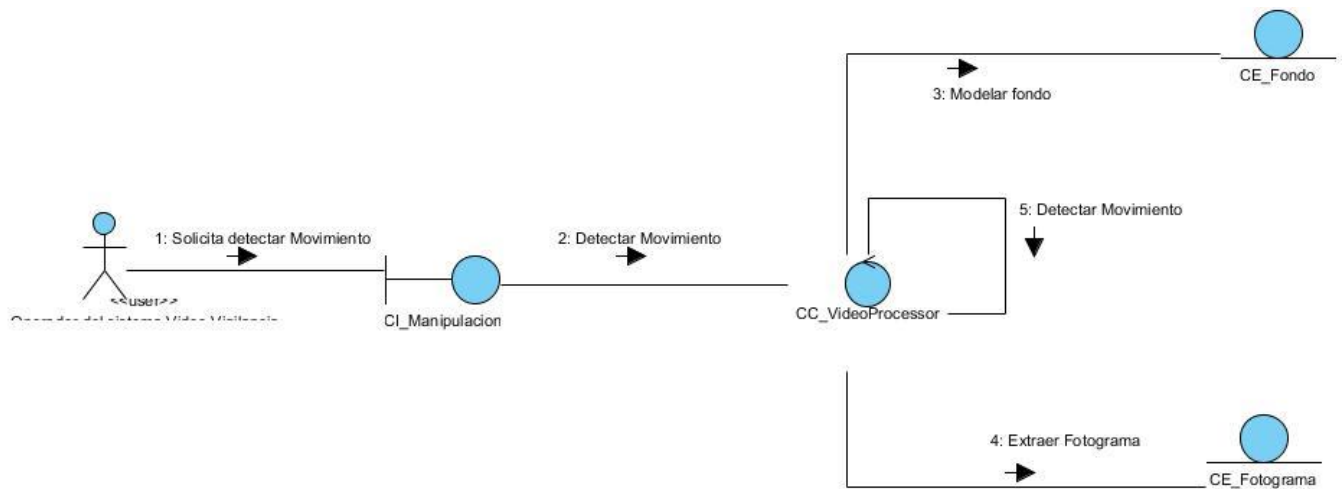 CE_Fondo
3: Modelar fondo
5: Detectar Movimiento
1: Solicita detectar Movimiento
2: Detectar Movimiento
<<user>>
CC_VideoProcessor
CI_Manipulacion
4: Extraer Fotograma
CE_Fotograma